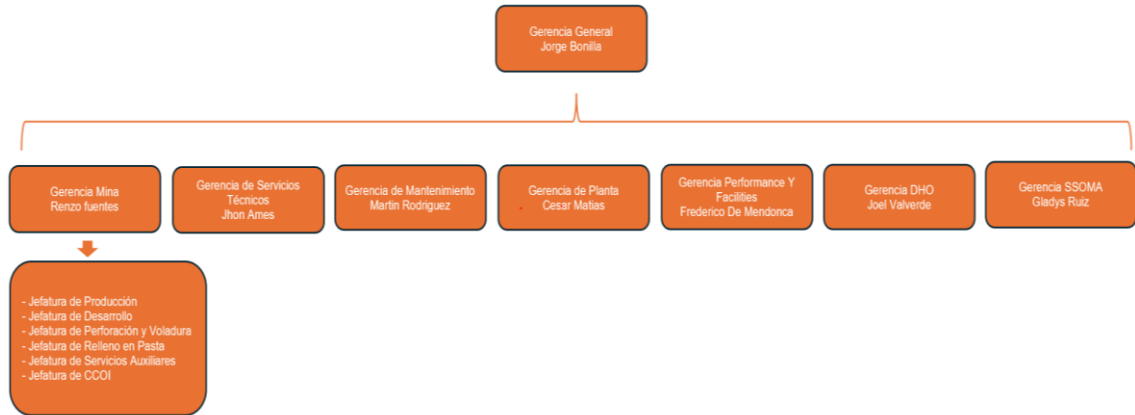 Gerencia General
Jorge Bonilla
Gerencia Mina
Renzo fuentes
Gerencia de Servicios
Técnicos
Jhon Ames
Gerencia de Mantenimiento
Martin Rodriguez
Gerencia de Planta
Cesar Matias
Gerencia Performance Y
Facilities
Frederico De Mendonca
Gerencia DHO
Joel Valverde
Gerencia SSOMA
Gladys Ruiz
- Jefatura de Producción
- Jefatura de Desarrollo
- Jefatura de Perforación y Voladura
- Jefatura de Relleno en Pasta
- Jefatura de Servicios Auxiliares
- Jefatura de CCOI